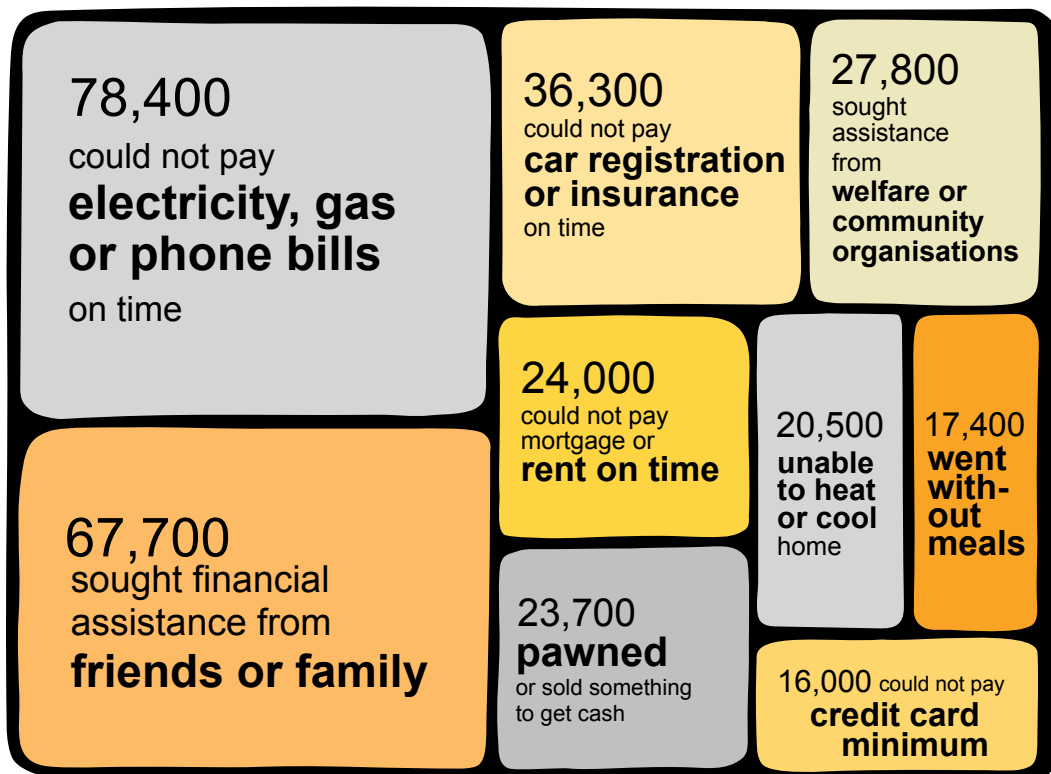 78,400
could not pay
electricity, gas
or phone bills
on time
36,300
could not pay
car registration
or insurance
on time
27,800
sought
assistance
from
welfare or
community
organisations
67,700
sought financial
assistance from
friends or family
24,000
could not pay
mortgage or
rent on time
23,700
pawned
or sold something
to get cash
20,500
unable
to heat
or cool
home
17,400
went
with-
out
meals
16,000 could not pay
credit card
minimum